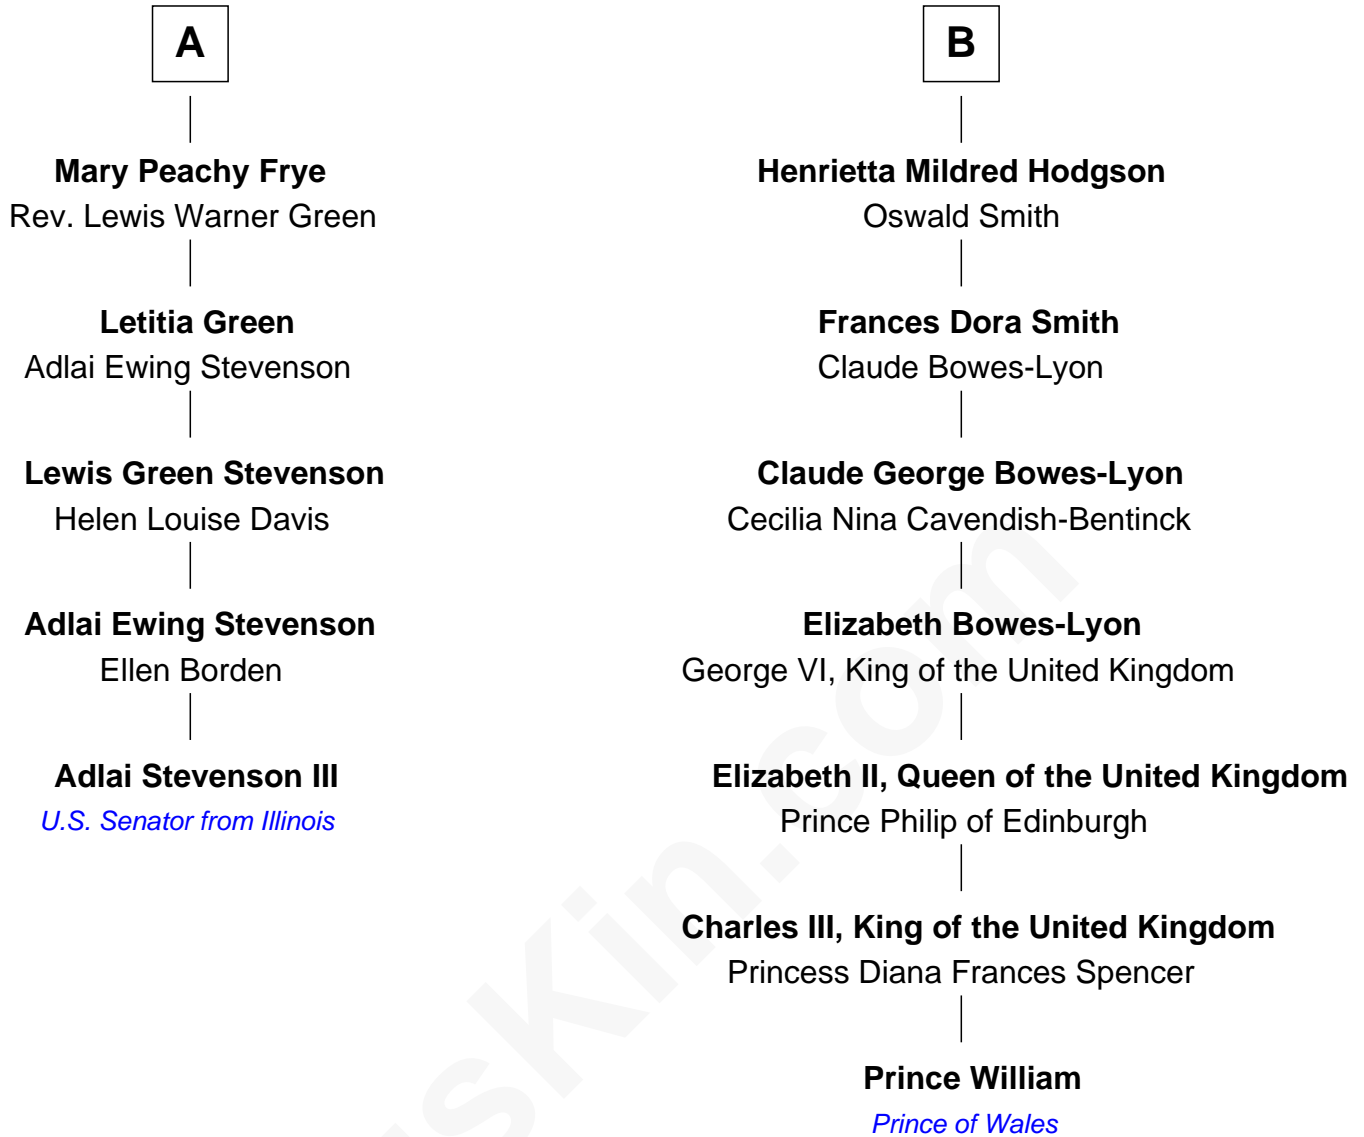 A
Mary Peachy Frye
Rev. Lewis Warner Green
Letitia Green
Adlai Ewing Stevenson
Lewis Green Stevenson
Helen Louise Davis
Adlai Ewing Stevenson
Ellen Borden
Adlai Stevenson III
U.S. Senator from Illinois
B
Henrietta Mildred Hodgson
Oswald Smith
Frances Dora Smith
Claude Bowes-Lyon
Claude George Bowes-Lyon
Cecilia Nina Cavendish-Bentinck
Elizabeth Bowes-Lyon
George VI, King of the United Kingdom
Elizabeth II, Queen of the United Kingdom
Prince Philip of Edinburgh
Charles III, King of the United Kingdom
Princess Diana Frances Spencer
Prince William
Prince of Wales